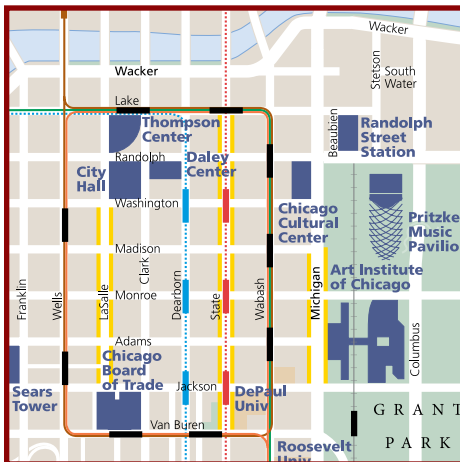 Wacker
Wacker
Stetson
South
Water
Lake
Thompson
Center
Beaubien
Randolph
Street
Station
Randolph
Daley
Center
City
Hall
Washington
Chicago
Cultural
Center
Pritzke
Music
Pavilio
Madison
Clark
Art Institute
of Chicago
Franklin
Wells
LaSalle
Monroe
Dearborn
State
Wabash
Michigan
Columbus
Adams
Chicago
Board
of Trade
Sears
Tower
Jackson
DePaul
Univ
GRANT
PARK
Van Buren
Roosevelt
Univ